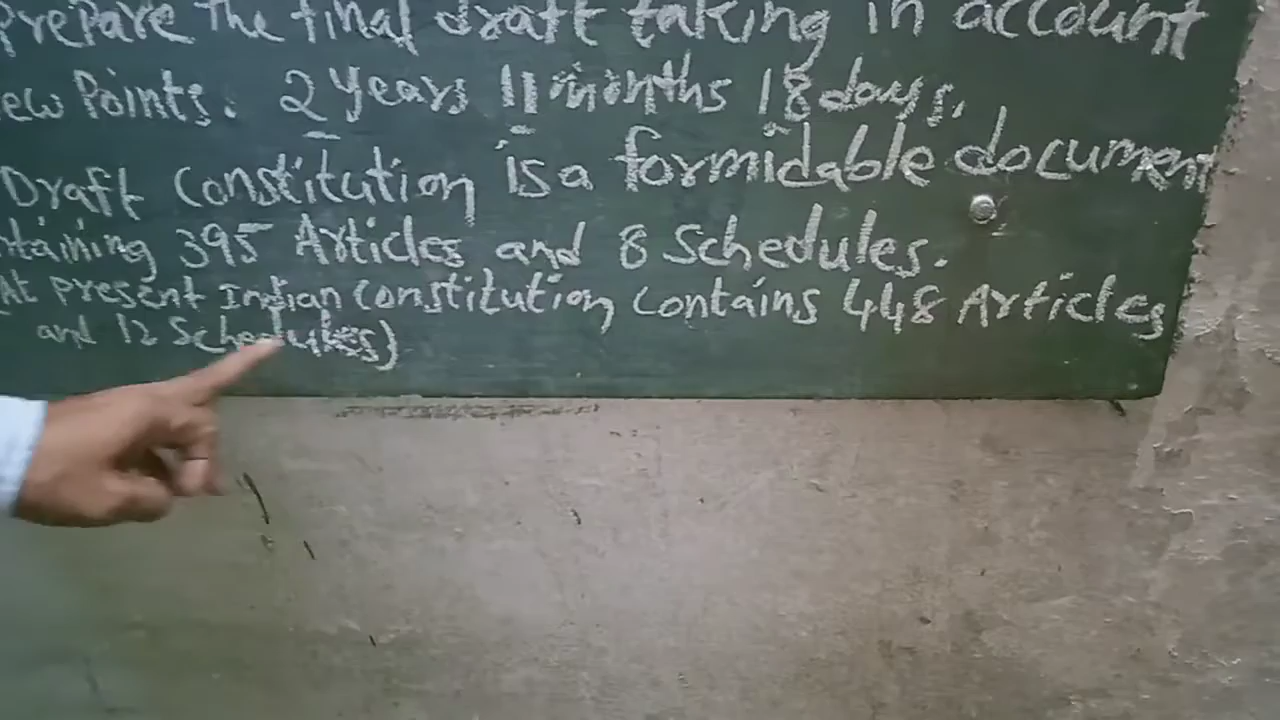 prepare the final draft taking in account
ew Points. 2 years 11 months 18 days.
Draft Constitution is a formidable document
ntaining 395 Articles and 8 Schedules.
(At present Indian Constitution contains 448 Articles
and 12 Schedules)